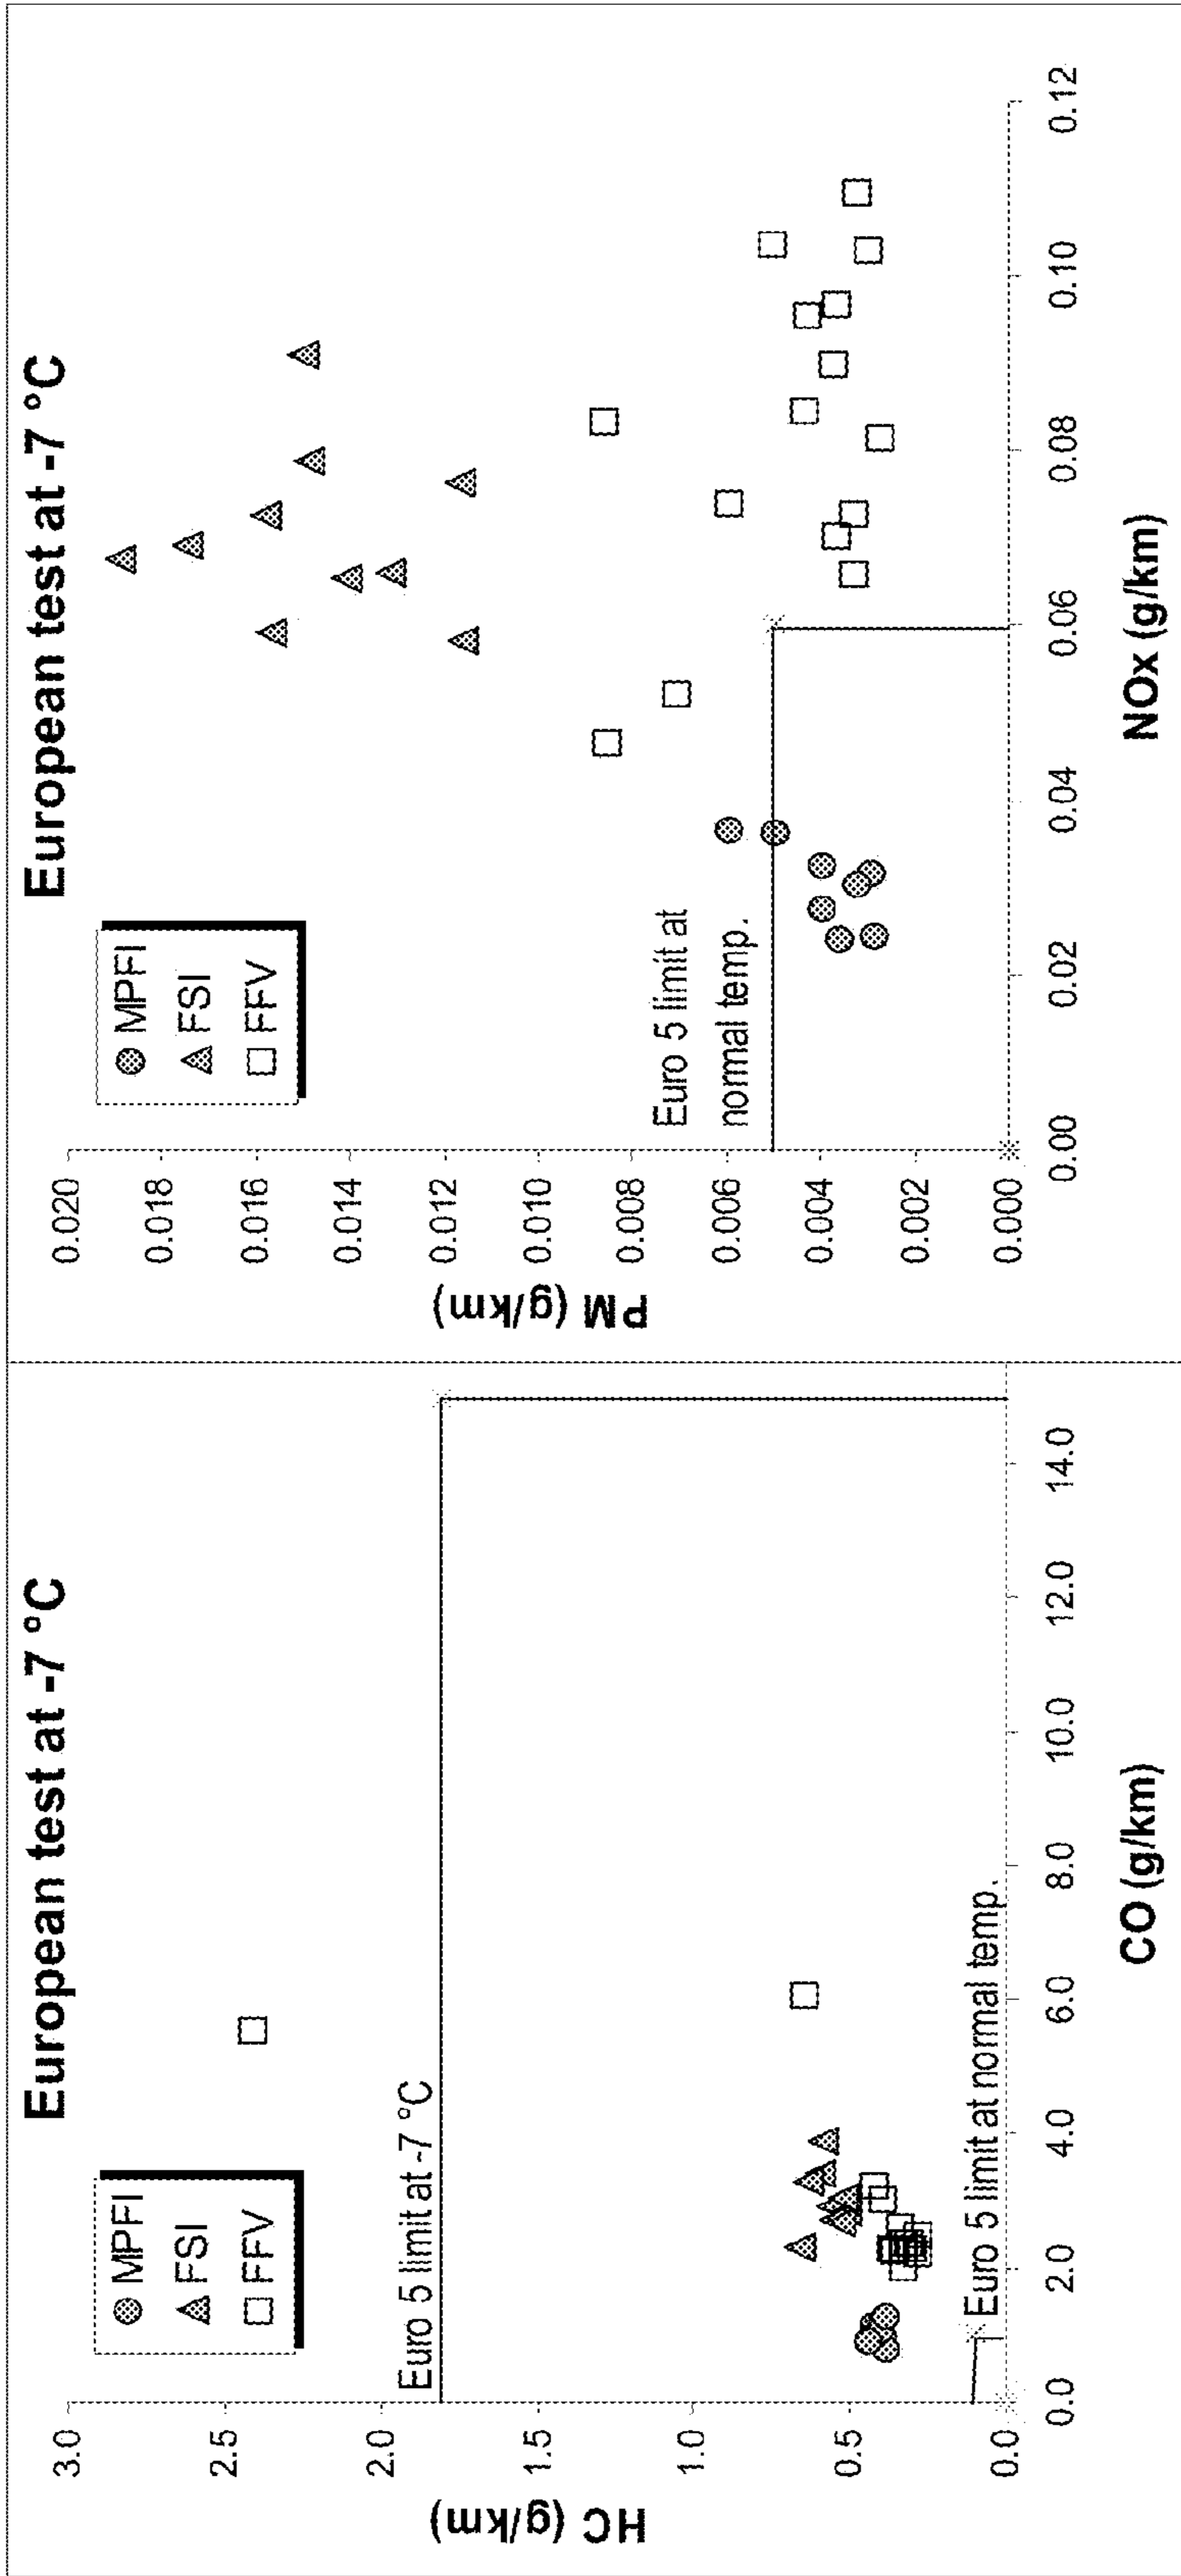 European test at -7 °C
MPFI
FSI
FFV
HC (g/km)
3.0
2.5
2.0
1.0
0.5
0.0
Euro 5 limit at -7 °C
Euro 5 limit at normal temp.
0.0
2.0
4.0
6.0
8.0
10.0
12.0
14.0
CO (g/km)
European test at -7 °C
MPFI
FSI
FFV
PM (g/km)
0.020
0.018
0.016
0.014
0.012
0.010
0.008
0.006
0.004
0.002
0.000
Euro 5 limit at
normal temp.
0.00
0.02
0.04
0.06
0.08
0.10
0.12
NOx (g/km)